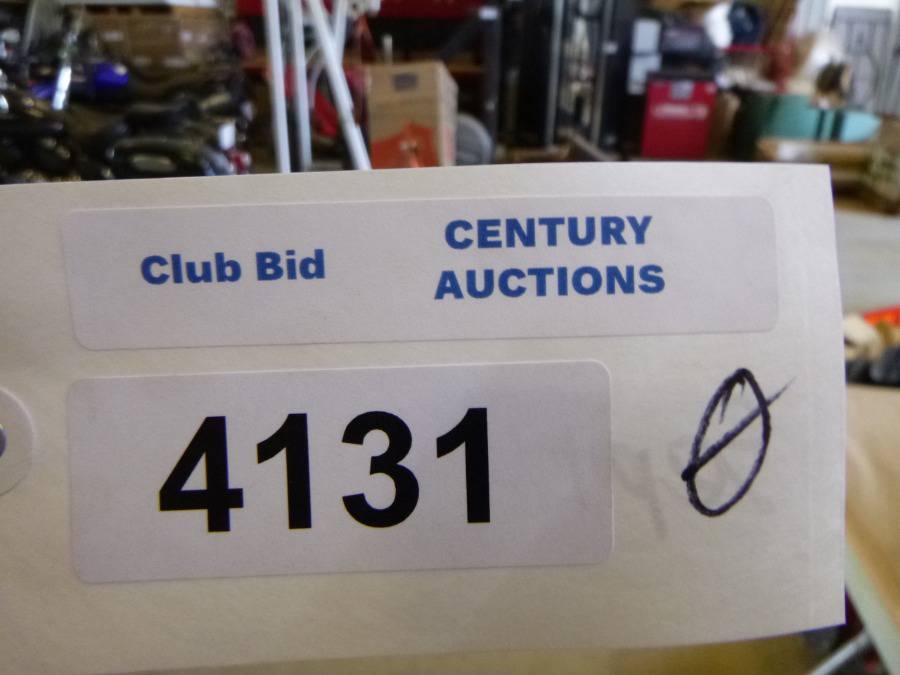 Club Bid
CENTURY
AUCTIONS
4131
Ø